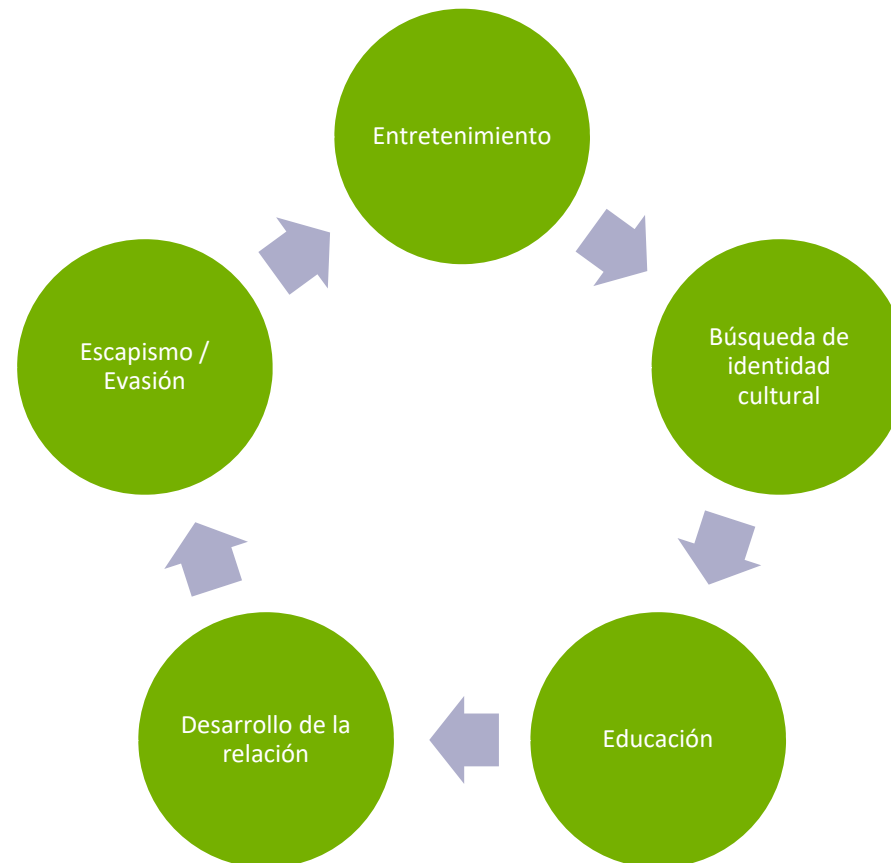 Entretenimiento
Búsqueda de
identidad
cultural
Educación
Desarrollo de la
relación
Escapismo /
Evasión